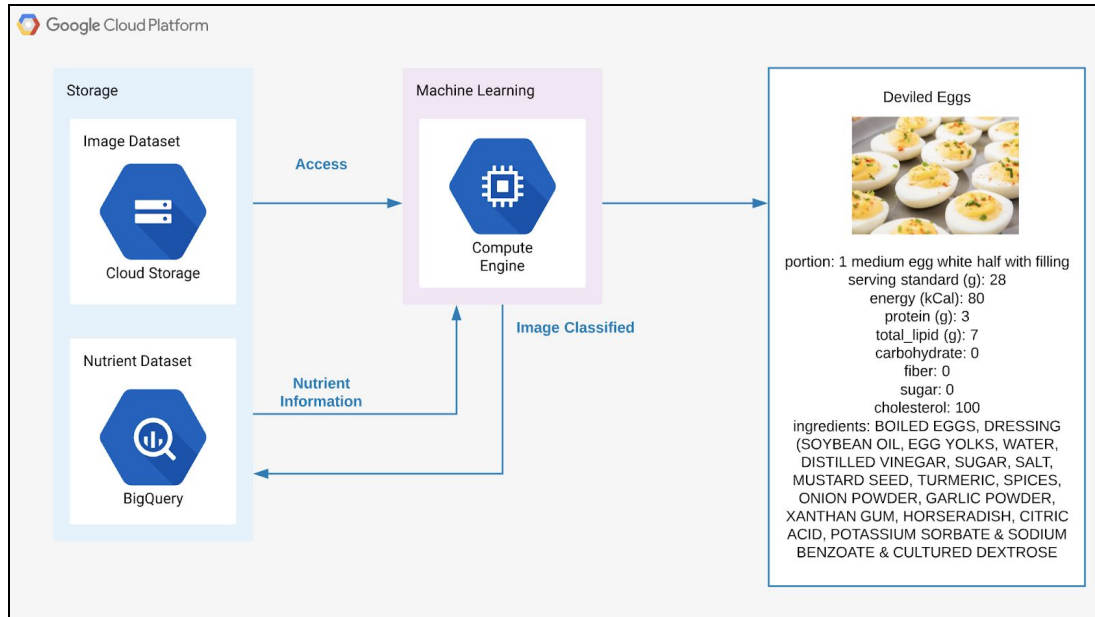 Google Cloud Platform
Storage
Image Dataset
Cloud Storage
Nutrient Dataset
BigQuery
Access
Machine Learning
Compute
Engine
Image Classified
Nutrient
Information
Deviled Eggs
portion: 1 medium egg white half with filling
serving standard (g): 28
energy (kCal): 80
protein (g): 3
total_lipid (g): 7
carbohydrate: 0
fiber: 0
sugar: 0
cholesterol: 100
ingredients: BOILED EGGS, DRESSING
(SOYBEAN OIL, EGG YOLKS, WATER,
DISTILLED VINEGAR, SUGAR, SALT,
MUSTARD SEED, TURMERIC, SPICES,
ONION POWDER, GARLIC POWDER,
XANTHAN GUM, HORSERADISH, CITRIC
ACID, POTASSIUM SORBATE & SODIUM
BENZOATE & CULTURED DEXTROSE